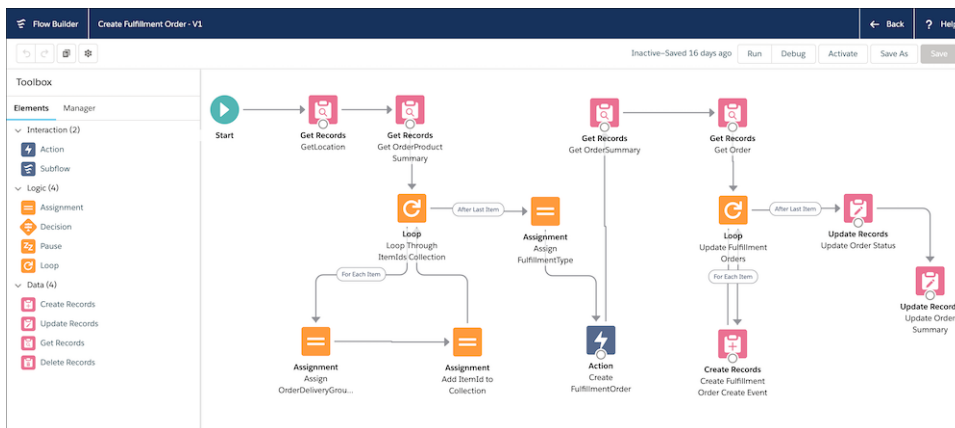 Flow Builder
Create Fulfillment Order - V1
Back
? Help
Inactive–Saved 16 days ago
Run
Debug
Activate
Save As
Save
Toolbox
Elements
Manager
Interaction (2)
Action
Subflow
Logic (4)
Assignment
Decision
Pause
Loop
Data (4)
Create Records
Update Records
Get Records
Delete Records
Start
Get Records
GetLocation
Get Records
Get OrderProduct
Summary
Get Records
Get OrderSummary
Get Records
Get Order
Loop
Loop Through
ItemIds Collection
After Last Item
Assignment
Assign
FulfillmentType
Loop
Update Fulfillment
Orders
After Last Item
Update Records
Update Order Status
For Each Item
For Each Item
Update Record
Update Order
Summary
Assignment
Assign
OrderDeliveryGrou...
Assignment
Add ItemId to
Collection
Action
Create
FulfillmentOrder
Create Records
Create Fulfillment
Order Create Event